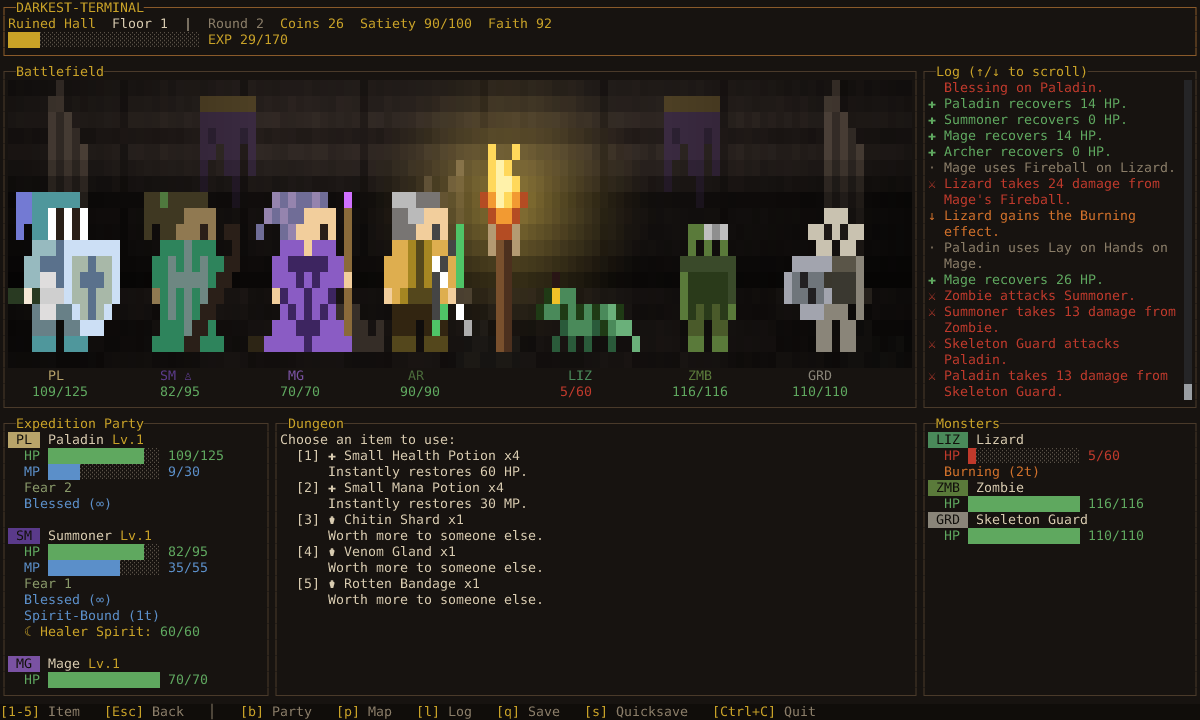 DARKEST-TERMINAL
Ruined Hall  Floor 1  |  Round 2  Coins 26  Satiety 90/100  Faith 92
EXP 29/170
Battlefield
PL  SM ♙  MG  AR  LIZ  ZMB  GRD
109/125  82/95  70/70  90/90  5/60  116/116  110/110
Log (↑/↓ to scroll)
Blessing on Paladin.
✚ Paladin recovers 14 HP.
✚ Summoner recovers 0 HP.
✚ Mage recovers 14 HP.
✚ Archer recovers 0 HP.
· Mage uses Fireball on Lizard.
⚔ Lizard takes 24 damage from
Mage's Fireball.
↓ Lizard gains the Burning
effect.
· Paladin uses Lay on Hands on
Mage.
✚ Mage recovers 26 HP.
⚔ Zombie attacks Summoner.
⚔ Summoner takes 13 damage from
Zombie.
⚔ Skeleton Guard attacks
Paladin.
⚔ Paladin takes 13 damage from
Skeleton Guard.
Expedition Party
PL Paladin Lv.1
HP 109/125
MP 9/30
Fear 2
Blessed (∞)
SM Summoner Lv.1
HP 82/95
MP 35/55
Fear 1
Blessed (∞)
Spirit-Bound (1t)
☾ Healer Spirit: 60/60
MG Mage Lv.1
HP 70/70
Dungeon
Choose an item to use:
[1] ✚ Small Health Potion x4
Instantly restores 60 HP.
[2] ✚ Small Mana Potion x4
Instantly restores 30 MP.
[3] Chitin Shard x1
Worth more to someone else.
[4] Venom Gland x1
Worth more to someone else.
[5] Rotten Bandage x1
Worth more to someone else.
Monsters
LIZ Lizard
HP 5/60
Burning (2t)
ZMB Zombie
HP 116/116
GRD Skeleton Guard
HP 110/110
[1-5] Item  [Esc] Back  |  [b] Party  [p] Map  [l] Log  [q] Save  [s] Quicksave  [Ctrl+C] Quit